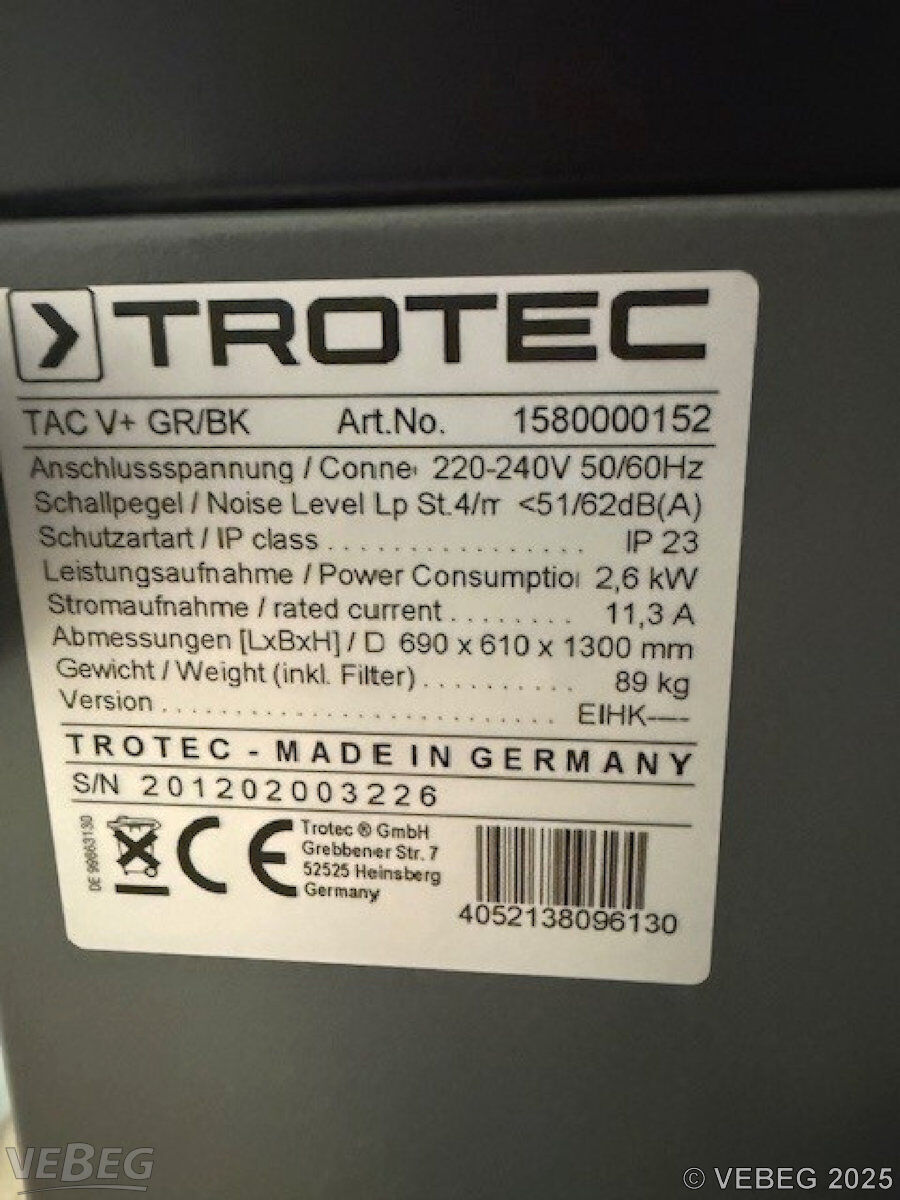 TROTEC
TAC V+ GR/BK Art.No. 1580000152
Anschlussspannung / Conne 220-240V 50/60Hz
Schallpegel / Noise Level Lp St.4/m <51/62dB(A)
Schutzartart / IP class ................ IP 23
Leistungsaufnahme / Power Consumptio 2,6 kW
Stromaufnahme / rated current ........ 11,3 A
Abmessungen [LxBxH] / D 690 x 610 x 1300 mm
Gewicht / Weight (inkl. Filter) .......... 89 kg
Version .......................... EIHK----
TROTEC - MADE IN GERMANY
S/N 201202003226
DE 99063130
CE
Trotec ® GmbH
Grebbener Str. 7
52525 Heinsberg
Germany
4052138096130
VEBEG
© VEBEG 2025